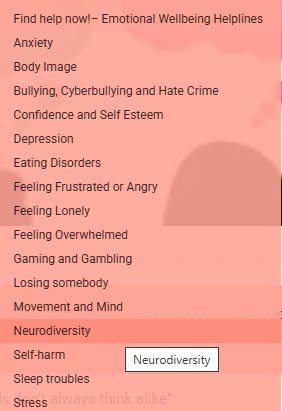 Find help now!– Emotional Wellbeing Helplines
Anxiety
Body Image
Bullying, Cyberbullying and Hate Crime
Confidence and Self Esteem
Depression
Eating Disorders
Feeling Frustrated or Angry
Feeling Lonely
Feeling Overwhelmed
Gaming and Gambling
Losing somebody
Movement and Mind
Neurodiversity
Self-harm
Neurodiversity
Sleep troubles
don't always think alike"
Stress